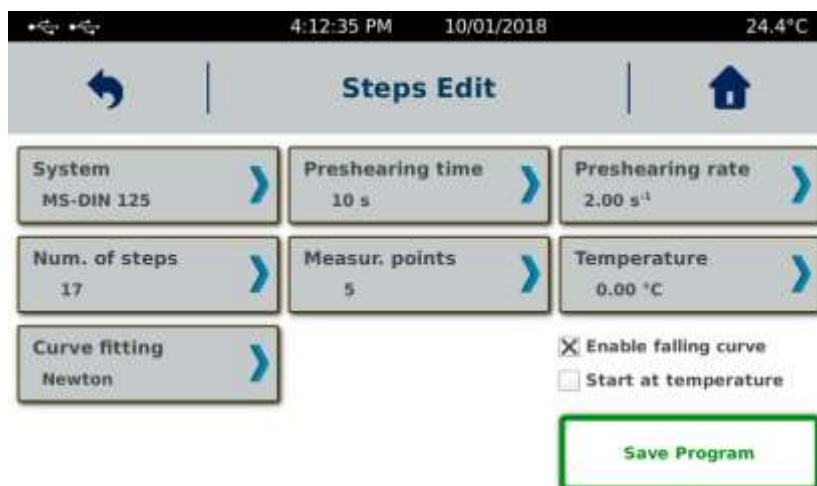 4:12:35 PM 10/01/2018 24.4°C
Steps Edit
System
MS-DIN 125
Preshearing time
10 s
Preshearing rate
2.00 s⁻¹
Num. of steps
17
Measur. points
5
Temperature
0.00 °C
Curve fitting
Newton
Enable falling curve
Start at temperature
Save Program